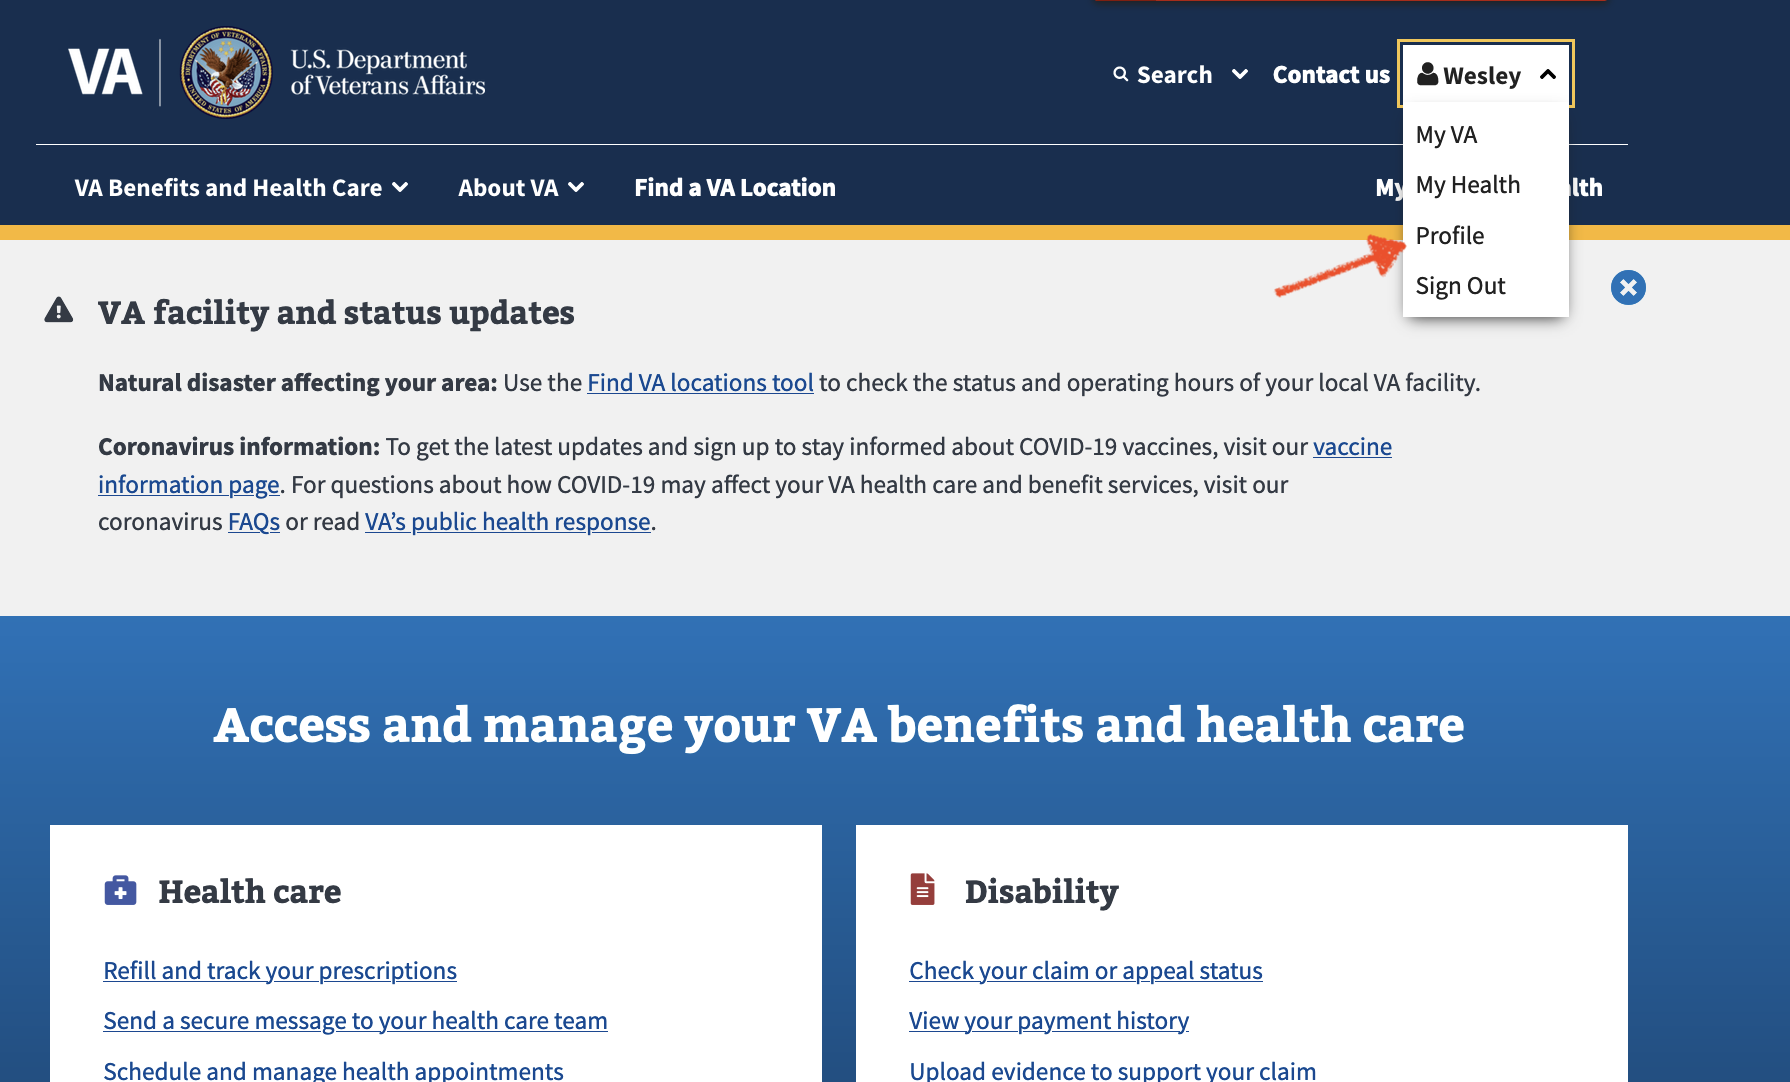 VA
U.S. Department
of Veterans Affairs
Search
Contact us
Wesley
My VA
My Health
Profile
Sign Out
VA Benefits and Health Care
About VA
Find a VA Location
VA facility and status updates
Natural disaster affecting your area: Use the Find VA locations tool to check the status and operating hours of your local VA facility.
Coronavirus information: To get the latest updates and sign up to stay informed about COVID-19 vaccines, visit our vaccine
information page. For questions about how COVID-19 may affect your VA health care and benefit services, visit our
coronavirus FAQs or read VA’s public health response.
Access and manage your VA benefits and health care
Health care
Refill and track your prescriptions
Send a secure message to your health care team
Schedule and manage health appointments
Disability
Check your claim or appeal status
View your payment history
Upload evidence to support your claim